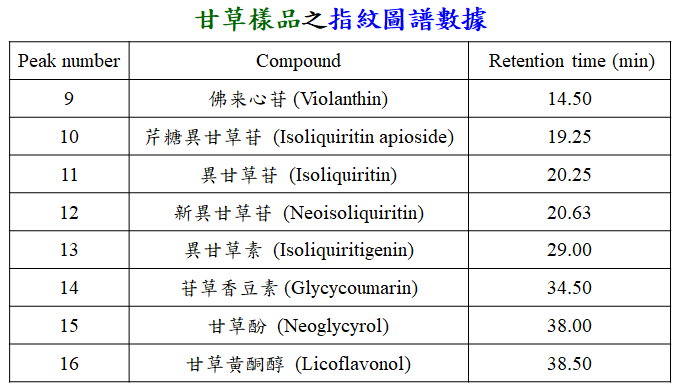 甘草樣品之指紋圖譜數據
Peak number Compound Retention time (min)
9 佛来心苷 (Violanthin) 14.50
10 芹糖異甘草苷 (Isoliquiritin apioside) 19.25
11 異甘草苷 (Isoliquiritin) 20.25
12 新異甘草苷 (Neoisoliquiritin) 20.63
13 異甘草素 (Isoliquiritigenin) 29.00
14 苷草香豆素 (Glycycoumarin) 34.50
15 甘草酚 (Neoglycyrol) 38.00
16 甘草黄酮醇 (Licoflavonol) 38.50